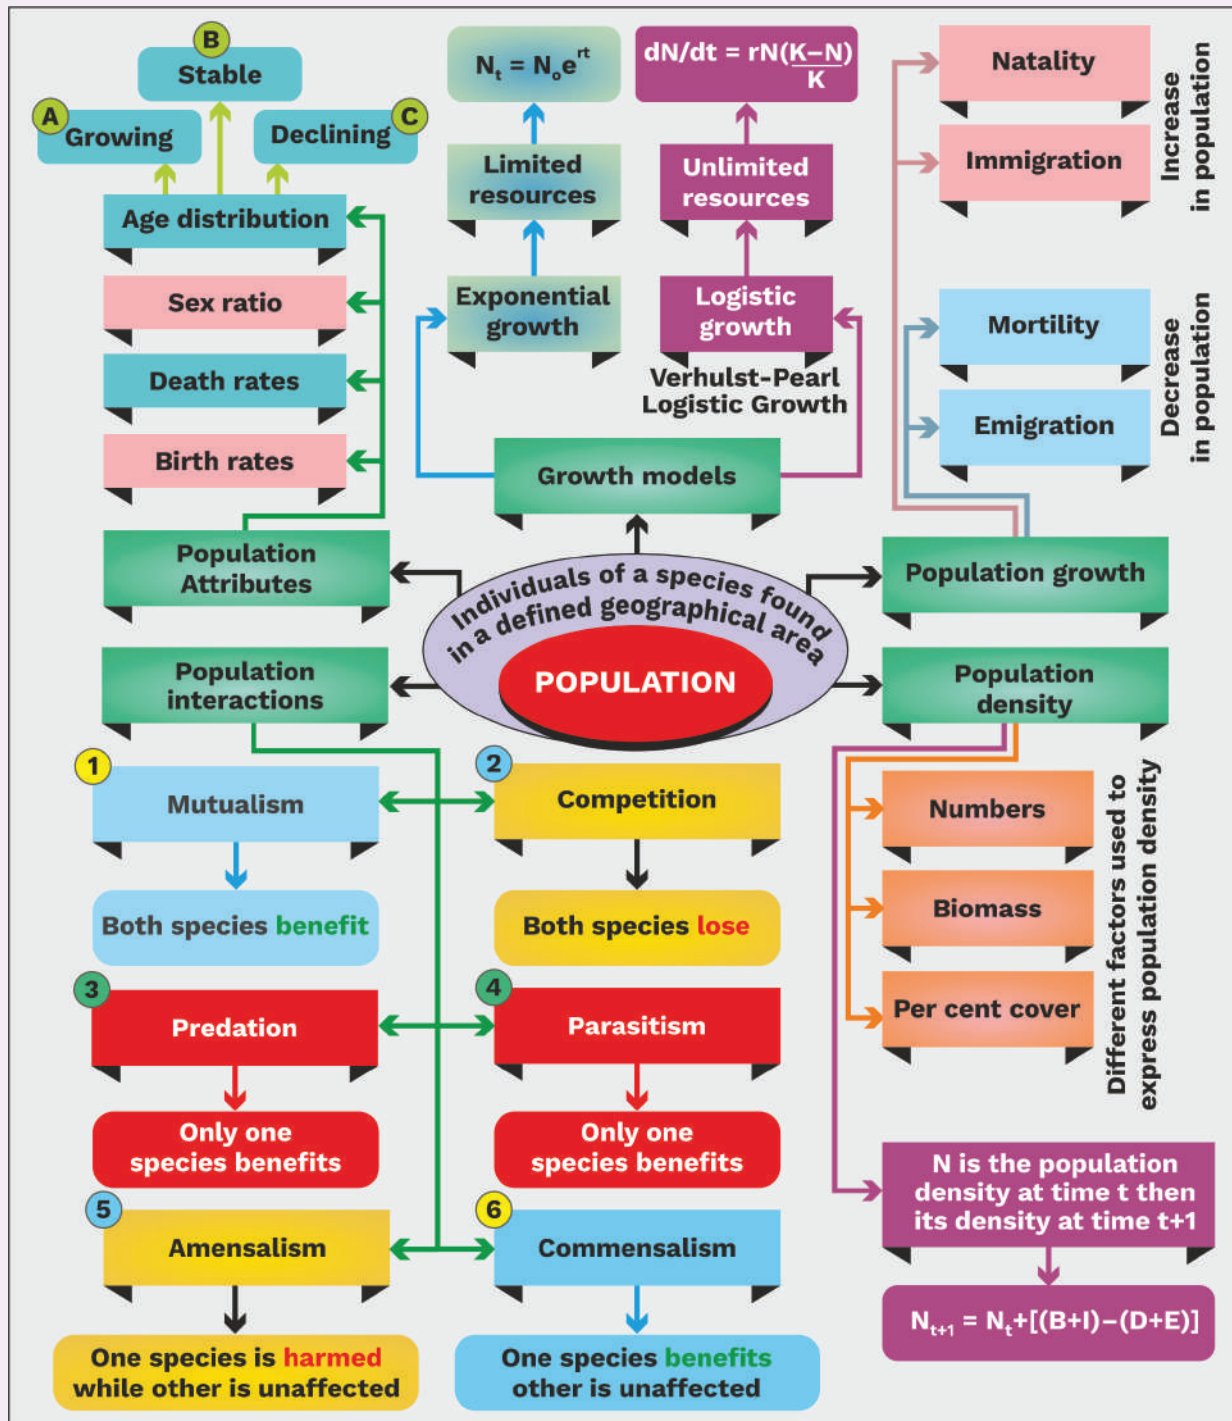 B
Stable
A
Growing
Declining
C
Age distribution
Sex ratio
Death rates
Birth rates
Population
Attributes
Nₜ = Nₒeʳᵗ
Limited
resources
Exponential
growth
dN/dt = rN(K–N)
K
Unlimited
resources
Logistic
growth
Verhulst-Pearl
Logistic Growth
Growth models
Natality
Immigration
Increase
in population
Mortility
Emigration
Decrease
in population
Population growth
Individuals of a species found
in a defined geographical area
POPULATION
Population
interactions
1
Mutualism
Both species benefit
2
Competition
Both species lose
3
Predation
Only one
species benefits
4
Parasitism
Only one
species benefits
5
Amensalism
One species is harmed
while other is unaffected
6
Commensalism
One species benefits
other is unaffected
Population
density
Numbers
Biomass
Per cent cover
Different factors used to
express population density
N is the population
density at time t then
its density at time t+1
Nₜ₊₁ = Nₜ+[(B+I)–(D+E)]